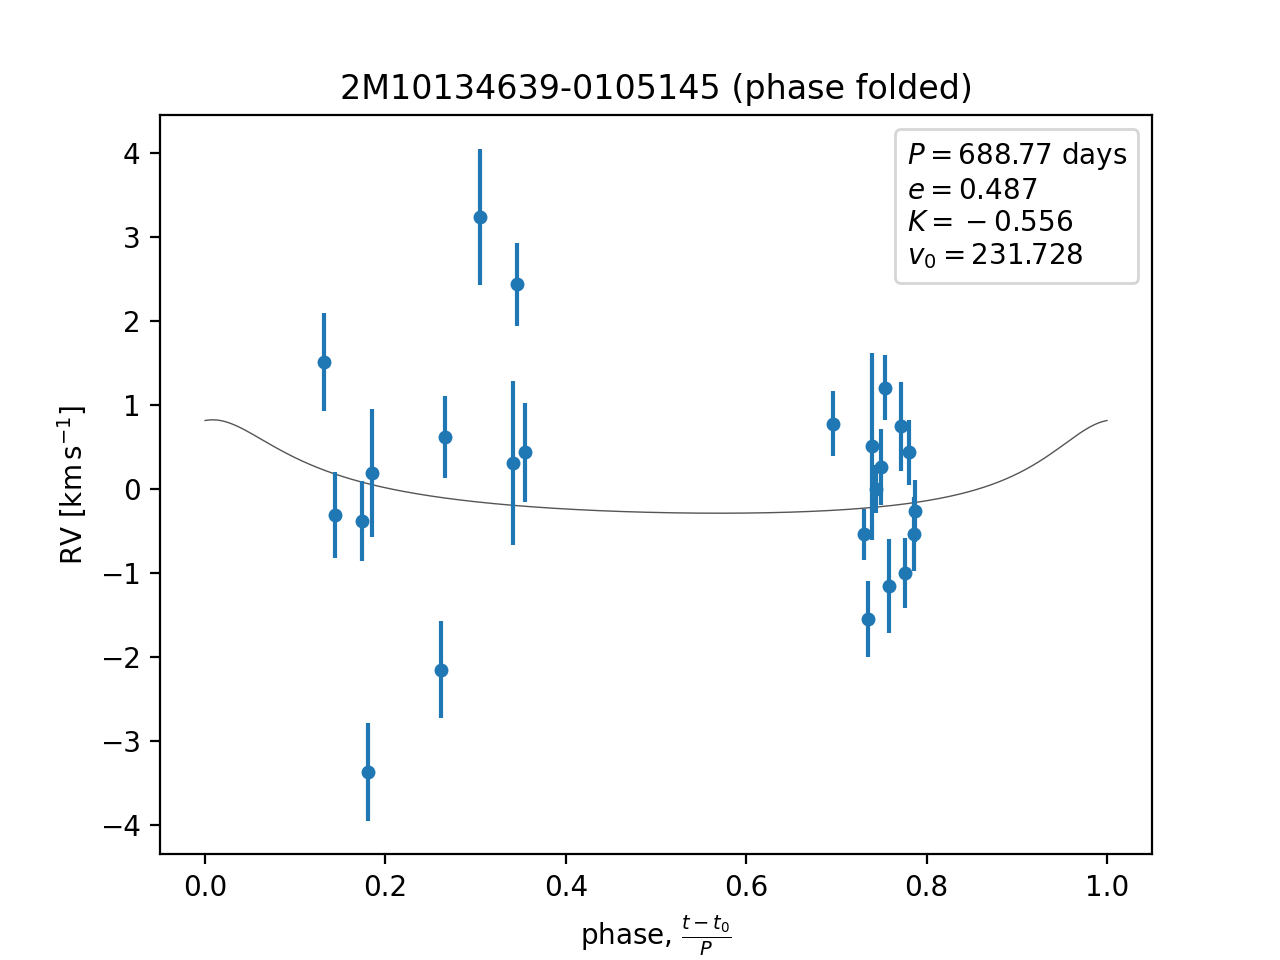 2M10134639-0105145 (phase folded)
P = 688.77 days
e = 0.487
K = −0.556
v₀ = 231.728
4
3
2
1
0
−1
−2
−3
−4
RV [km s⁻¹]
0.0 0.2 0.4 0.6 0.8 1.0
phase, (t − t₀)/P